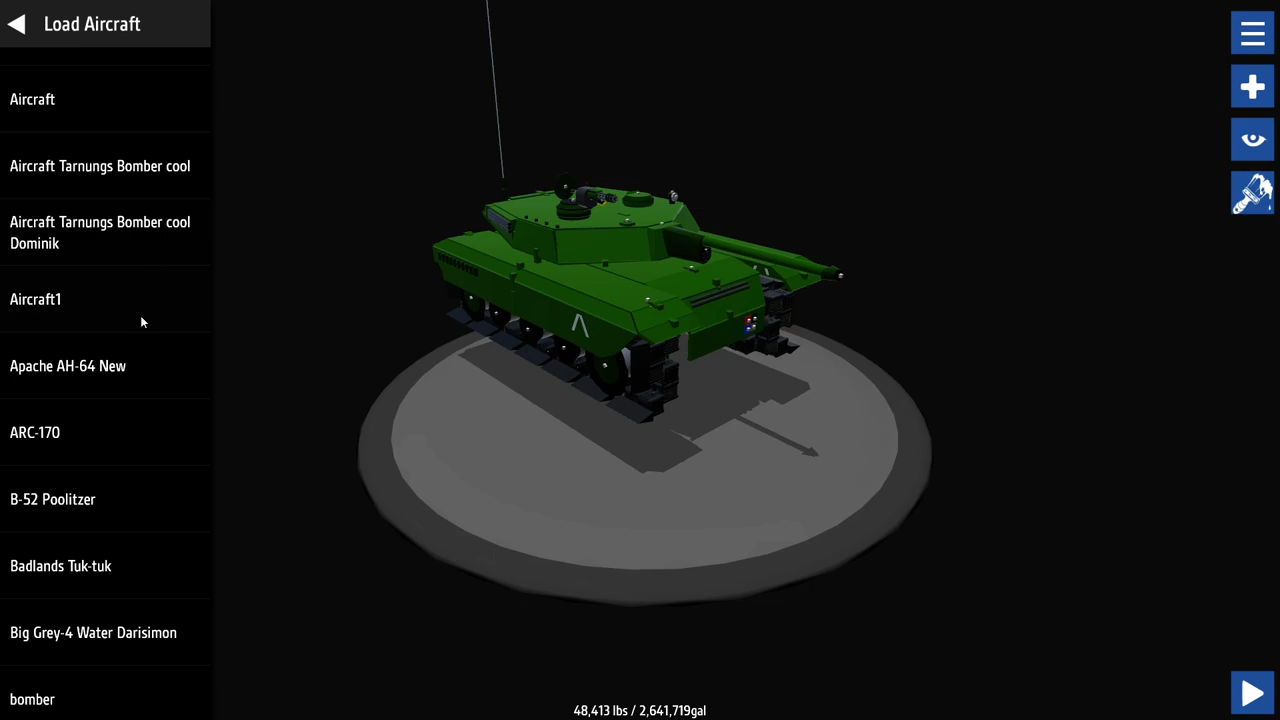 Load Aircraft
Aircraft
Aircraft Tarnungs Bomber cool
Aircraft Tarnungs Bomber cool
Dominik
Aircraft1
Apache AH-64 New
ARC-170
B-52 Poolitzer
Badlands Tuk-tuk
Big Grey-4 Water Darisimon
bomber
48,413 lbs / 2,641,719gal